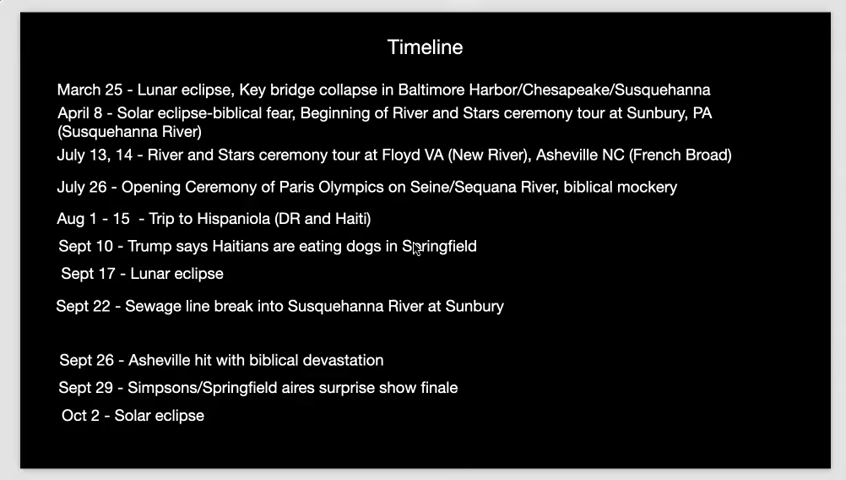 Timeline
March 25 - Lunar eclipse, Key bridge collapse in Baltimore Harbor/Chesapeake/Susquehanna
April 8 - Solar eclipse-biblical fear, Beginning of River and Stars ceremony tour at Sunbury, PA
(Susquehanna River)
July 13, 14 - River and Stars ceremony tour at Floyd VA (New River), Asheville NC (French Broad)
July 26 - Opening Ceremony of Paris Olympics on Seine/Sequana River, biblical mockery
Aug 1 - 15 - Trip to Hispaniola (DR and Haiti)
Sept 10 - Trump says Haitians are eating dogs in Springfield
Sept 17 - Lunar eclipse
Sept 22 - Sewage line break into Susquehanna River at Sunbury
Sept 26 - Asheville hit with biblical devastation
Sept 29 - Simpsons/Springfield aires surprise show finale
Oct 2 - Solar eclipse